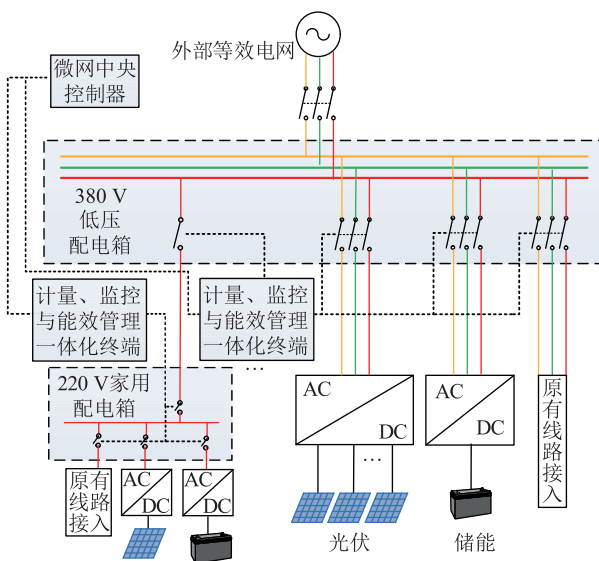 外部等效电网
微网中央
控制器
380 V
低压
配电箱
计量、监控
与能效管理
一体化终端
计量、监控
与能效管理
一体化终端
...
220 V家用
配电箱
AC
DC
...
AC
DC
原有线路接入
原有
线路
接入
AC
DC
AC
DC
光伏
储能